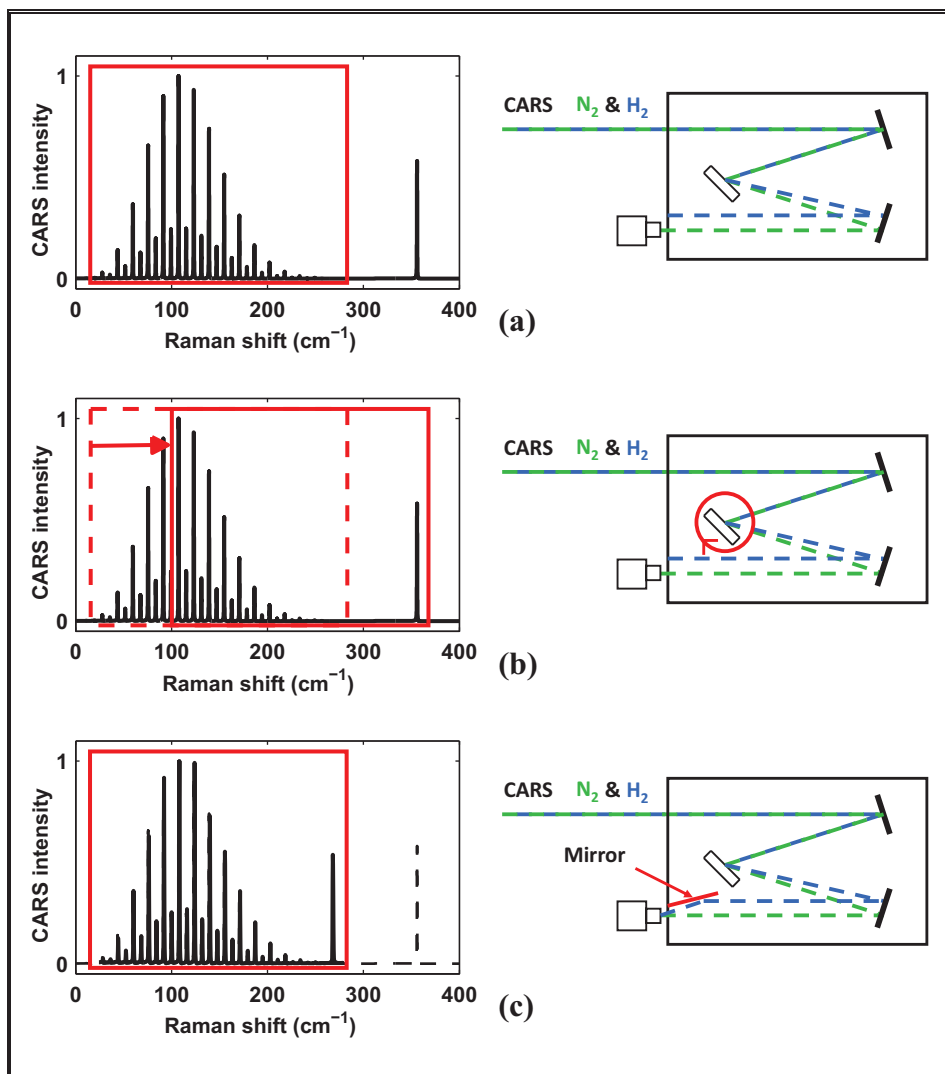 1
CARS intensity
0
0 100 200 300 400
Raman shift (cm⁻¹)
CARS N₂ & H₂
(a)
1
CARS intensity
0
0 100 200 300 400
Raman shift (cm⁻¹)
CARS N₂ & H₂
(b)
1
CARS intensity
0
0 100 200 300 400
Raman shift (cm⁻¹)
CARS N₂ & H₂
Mirror
(c)